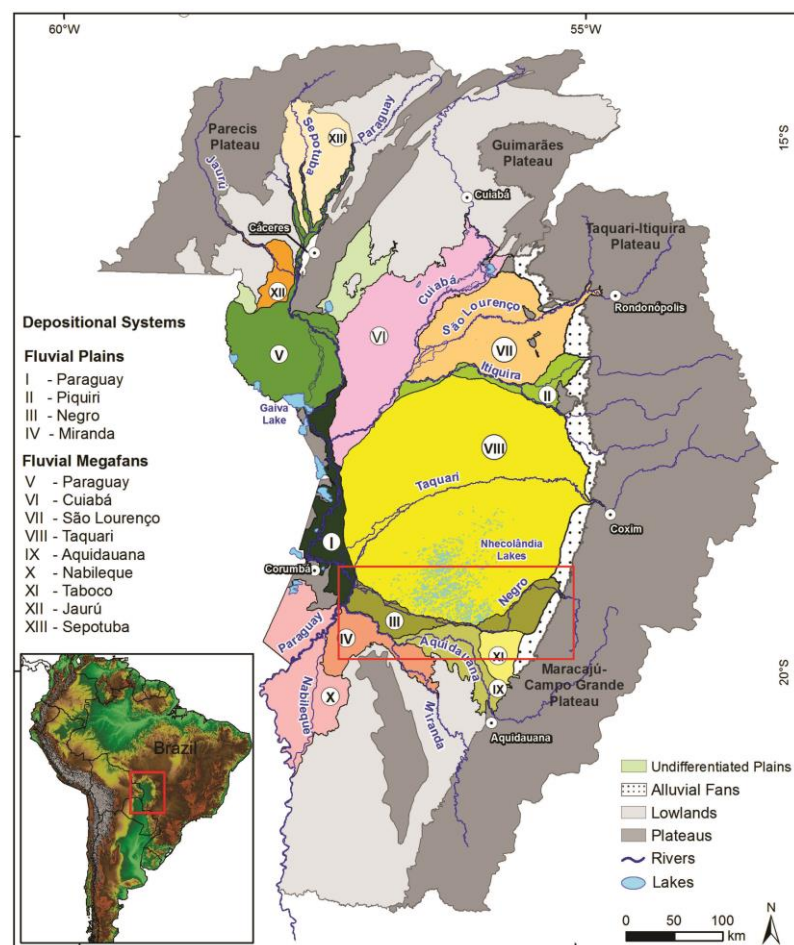 60°W
55°W
15°S
20°S
Parecis
Plateau
Sepotuba
XIII
Paraguay
Jaurú
Guimarães
Plateau
Cuiabá
Cáceres
Taquari-Itiquira
Plateau
XII
Cuiabá
São Lourenço
Rondonópolis
VI
VII
V
Itiquira
II
Gaiva
Lake
VIII
Taquari
Coxim
I
Nhecolândia
Lakes
Corumbá
Negro
III
Paraguay
IV
Aquidauana
XI
Maracajú-
Campo Grande
Plateau
IX
X
Nabileque
Miranda
Aquidauana
Depositional Systems
Fluvial Plains
I - Paraguay
II - Piquiri
III - Negro
IV - Miranda
Fluvial Megafans
V - Paraguay
VI - Cuiabá
VII - São Lourenço
VIII - Taquari
IX - Aquidauana
X - Nabileque
XI - Taboco
XII - Jaurú
XIII - Sepotuba
Brazil
Undifferentiated Plains
Alluvial Fans
Lowlands
Plateaus
Rivers
Lakes
N
0 50 100
km